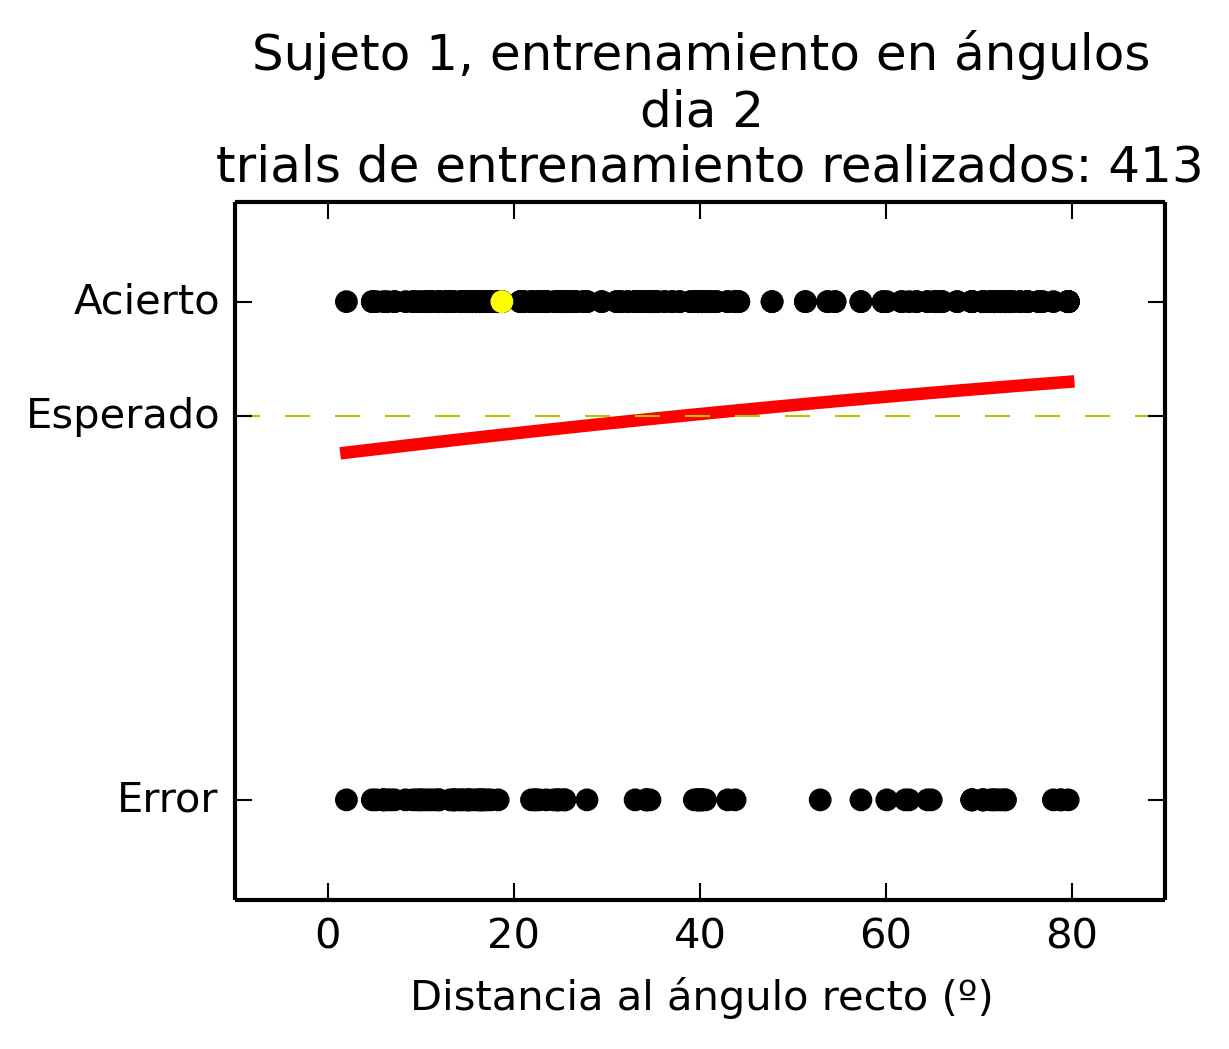 Sujeto 1, entrenamiento en ángulos
dia 2
trials de entrenamiento realizados: 413
Acierto
Esperado
Error
0 20 40 60 80
Distancia al ángulo recto (º)